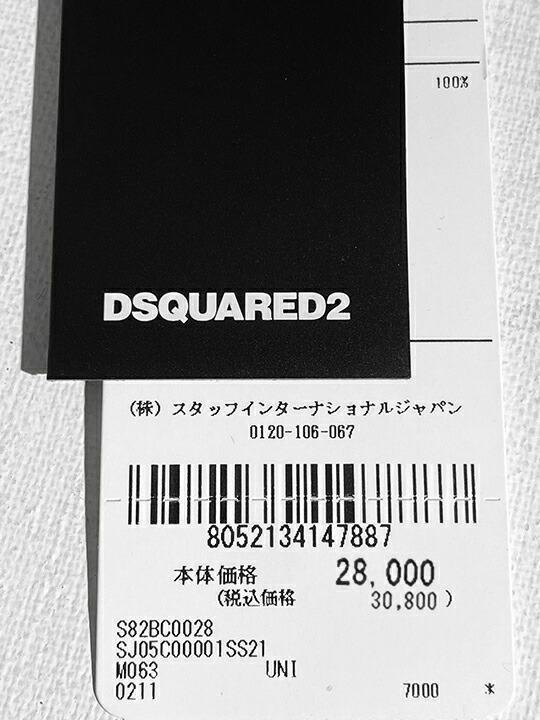 100%
DSQUARED2
(株) スタッフインターナショナルジャパン
0120-106-067
8052134147887
本体価格 28,000
(税込価格 30,800 )
S82BC0028
SJ05C00001SS21
M063 UNI
0211 7000 *